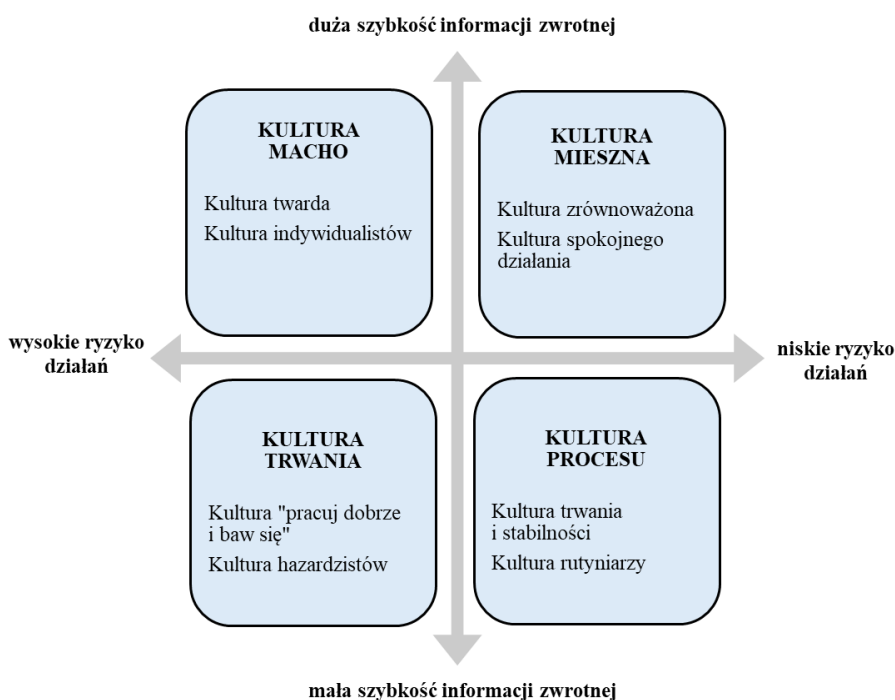 duża szybkość informacji zwrotnej
KULTURA
MACHO
Kultura twarda
Kultura indywidualistów
KULTURA
MIESZNA
Kultura zrównoważona
Kultura spokojnego
działania
wysokie ryzyko
działań
niskie ryzyko
działań
KULTURA
TRWANIA
Kultura "pracuj dobrze
i baw się"
Kultura hazardzistów
KULTURA
PROCESU
Kultura trwania
i stabilności
Kultura rutyniarzy
mała szybkość informacji zwrotnej